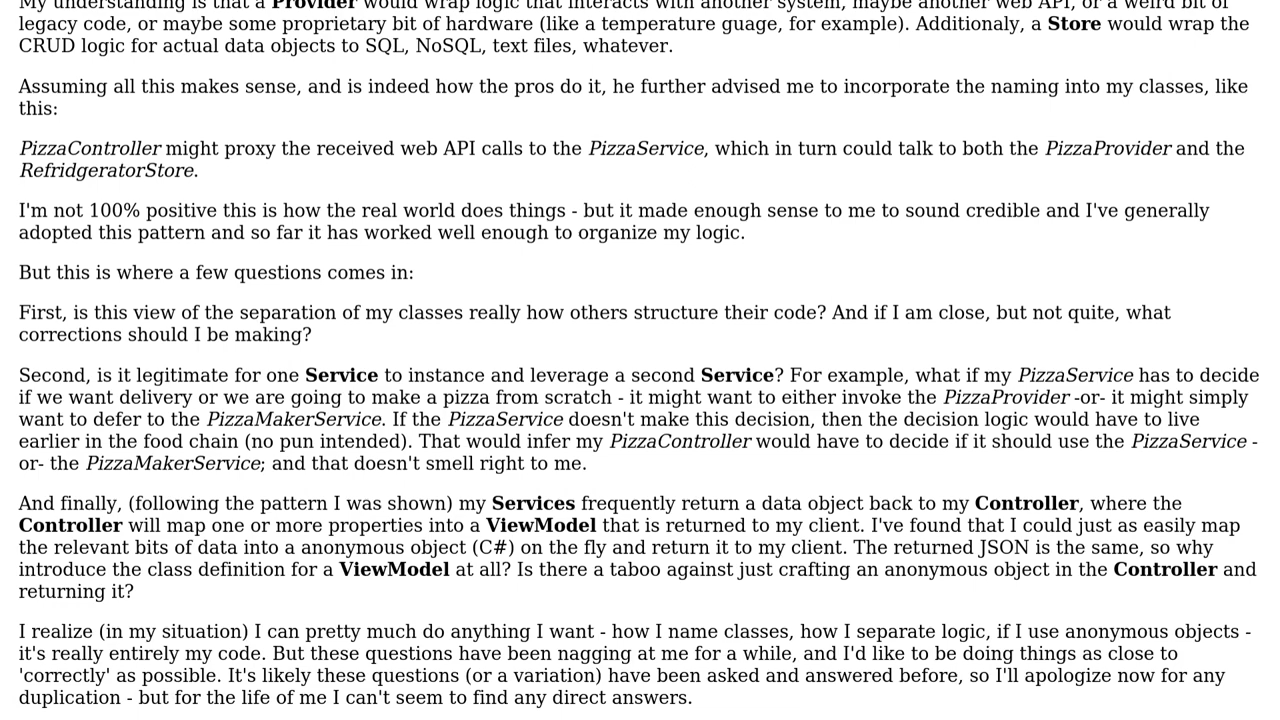 My understanding is that a Provider would wrap logic that interacts with another system, maybe another web API, or a weird bit of
legacy code, or maybe some proprietary bit of hardware (like a temperature guage, for example). Additionaly, a Store would wrap the
CRUD logic for actual data objects to SQL, NoSQL, text files, whatever.
Assuming all this makes sense, and is indeed how the pros do it, he further advised me to incorporate the naming into my classes, like
this:
PizzaController might proxy the received web API calls to the PizzaService, which in turn could talk to both the PizzaProvider and the
RefridgeratorStore.
I'm not 100% positive this is how the real world does things - but it made enough sense to me to sound credible and I've generally
adopted this pattern and so far it has worked well enough to organize my logic.
But this is where a few questions comes in:
First, is this view of the separation of my classes really how others structure their code? And if I am close, but not quite, what
corrections should I be making?
Second, is it legitimate for one Service to instance and leverage a second Service? For example, what if my PizzaService has to decide
if we want delivery or we are going to make a pizza from scratch - it might want to either invoke the PizzaProvider -or- it might simply
want to defer to the PizzaMakerService. If the PizzaService doesn't make this decision, then the decision logic would have to live
earlier in the food chain (no pun intended). That would infer my PizzaController would have to decide if it should use the PizzaService -
or- the PizzaMakerService; and that doesn't smell right to me.
And finally, (following the pattern I was shown) my Services frequently return a data object back to my Controller, where the
Controller will map one or more properties into a ViewModel that is returned to my client. I've found that I could just as easily map
the relevant bits of data into a anonymous object (C#) on the fly and return it to my client. The returned JSON is the same, so why
introduce the class definition for a ViewModel at all? Is there a taboo against just crafting an anonymous object in the Controller and
returning it?
I realize (in my situation) I can pretty much do anything I want - how I name classes, how I separate logic, if I use anonymous objects -
it's really entirely my code. But these questions have been nagging at me for a while, and I'd like to be doing things as close to
'correctly' as possible. It's likely these questions (or a variation) have been asked and answered before, so I'll apologize now for any
duplication - but for the life of me I can't seem to find any direct answers.